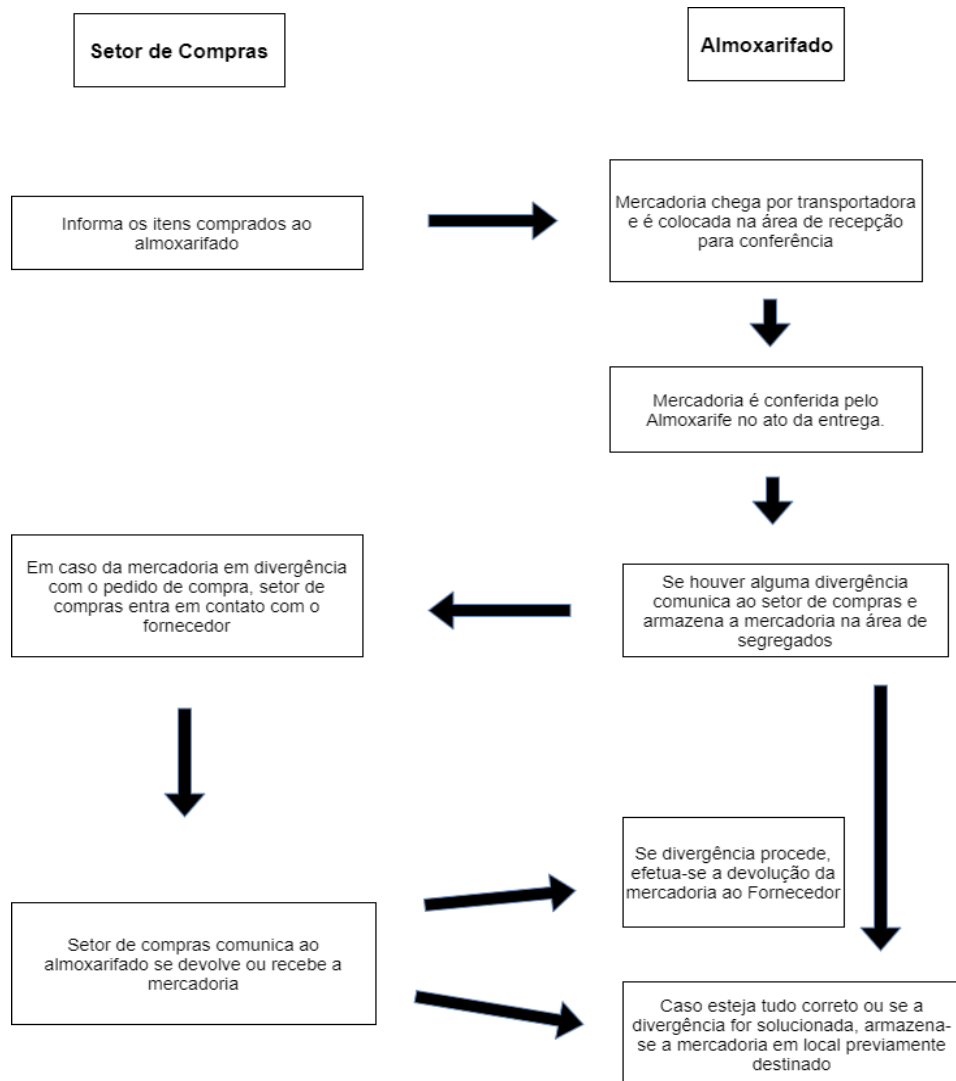 Setor de Compras
Almoxarifado
Informa os itens comprados ao
almoxarifado
Mercadoria chega por transportadora
e é colocada na área de recepção
para conferência
Mercadoria é conferida pelo
Almoxarife no ato da entrega.
Se houver alguma divergência
comunica ao setor de compras e
armazena a mercadoria na área de
segregados
Em caso da mercadoria em divergência
com o pedido de compra, setor de
compras entra em contato com o
fornecedor
Setor de compras comunica ao
almoxarifado se devolve ou recebe a
mercadoria
Se divergência procede,
efetua-se a devolução da
mercadoria ao Fornecedor
Caso esteja tudo correto ou se a
divergência for solucionada, armazena-
se a mercadoria em local previamente
destinado